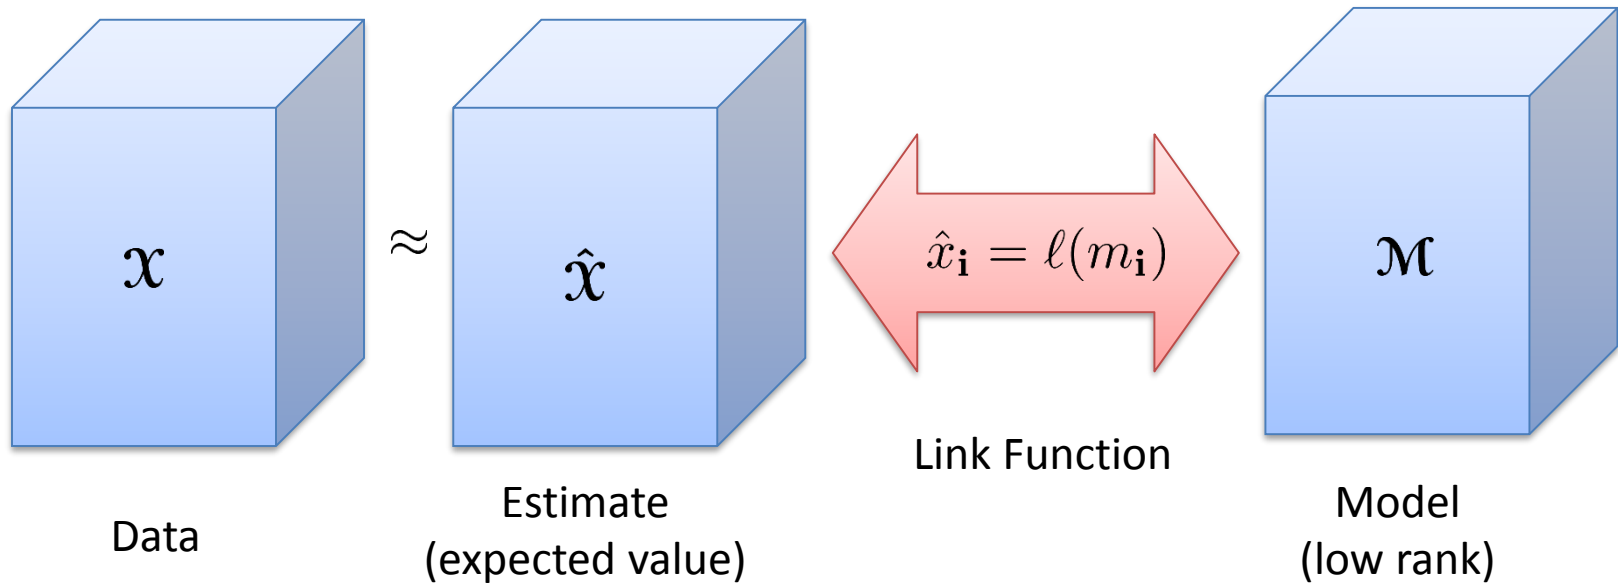 𝒳
≈
𝒳̂
x̂ᵢ = ℓ(mᵢ)
ℳ
Data
Estimate
(expected value)
Link Function
Model
(low rank)